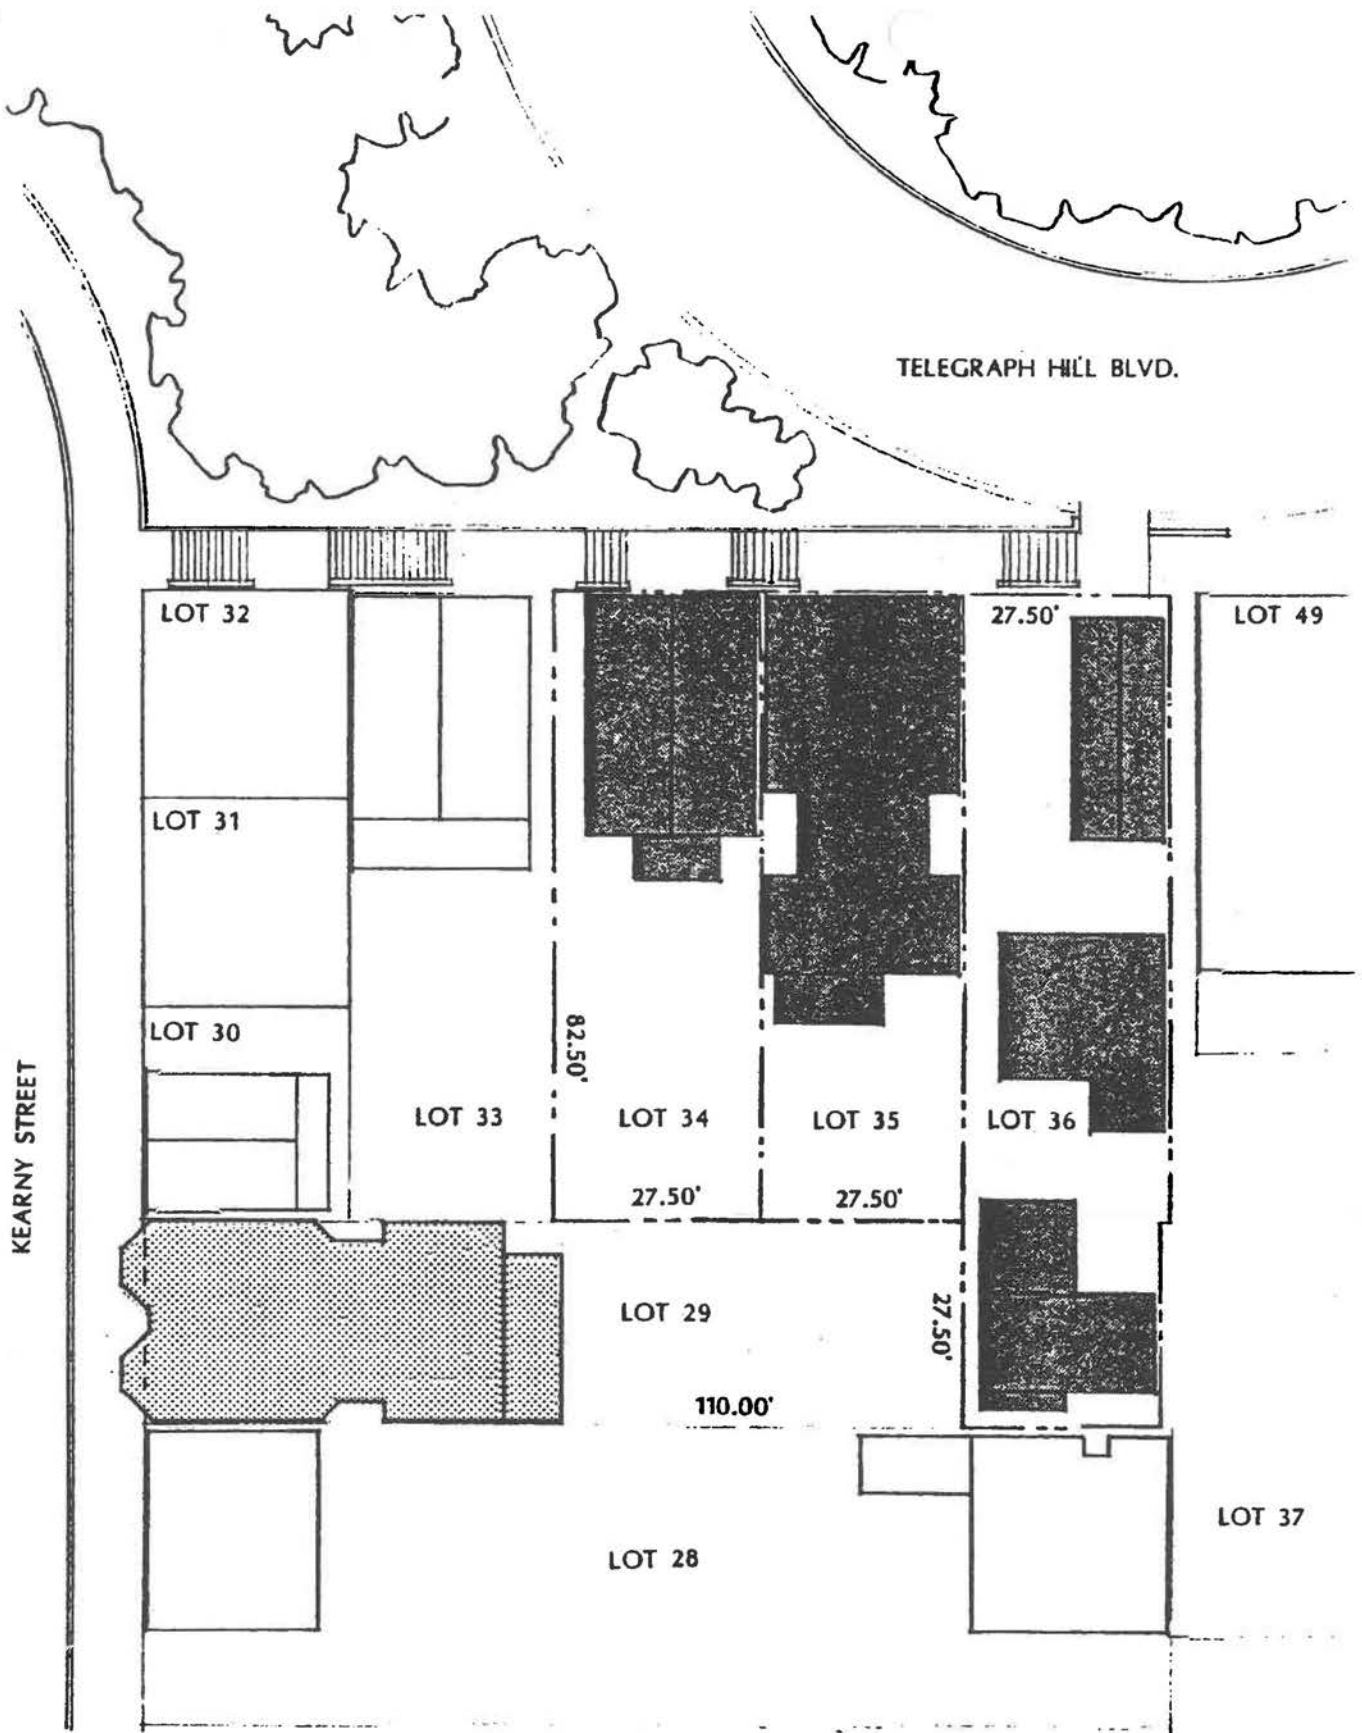 TELEGRAPH HILL BLVD.
LOT 32
27.50'
LOT 49
LOT 31
LOT 30
82.50'
KEARNY STREET
LOT 33
LOT 34
LOT 35
LOT 36
27.50'
27.50'
LOT 29
27.50'
110.00'
LOT 37
LOT 28